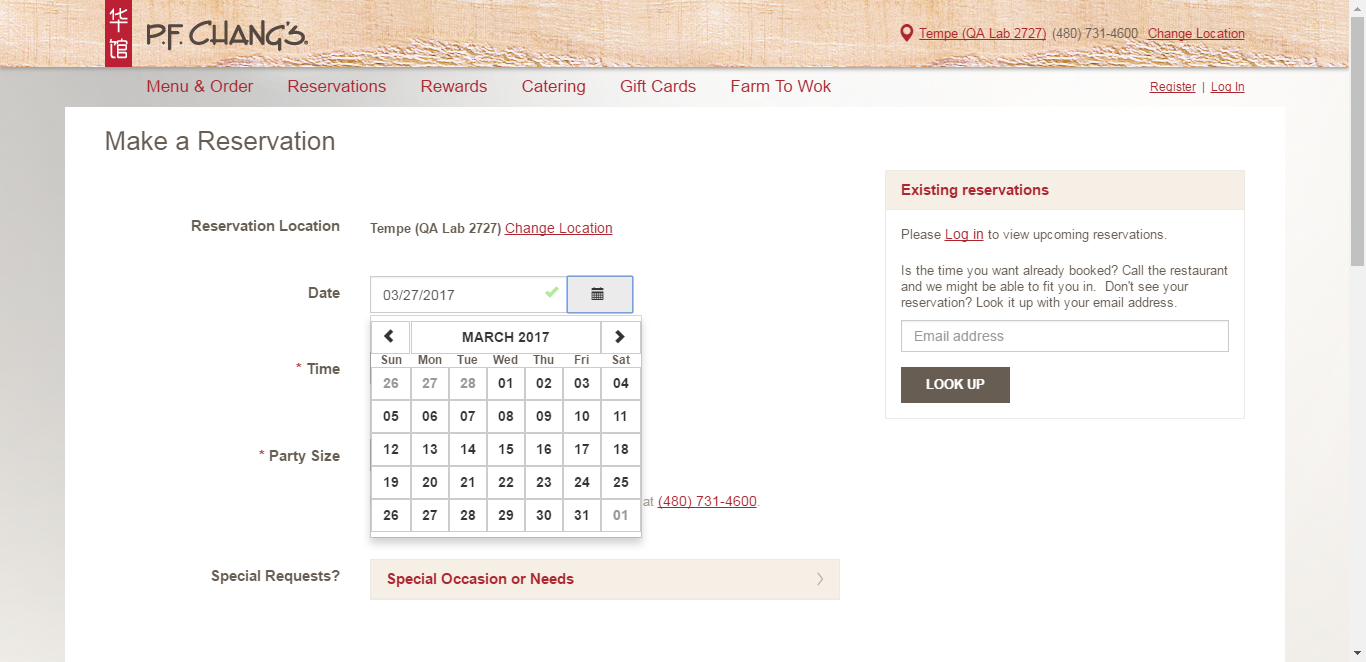 华
馆
P.F. CHANG'S.
Tempe (QA Lab 2727) (480) 731-4600 Change Location
Menu & Order Reservations Rewards Catering Gift Cards Farm To Wok
Register | Log In
Make a Reservation
Reservation Location
Tempe (QA Lab 2727) Change Location
Date
03/27/2017
MARCH 2017
Sun Mon Tue Wed Thu Fri Sat
26 27 28 01 02 03 04
05 06 07 08 09 10 11
12 13 14 15 16 17 18
19 20 21 22 23 24 25
26 27 28 29 30 31 01
* Time
* Party Size
at (480) 731-4600.
Special Requests?
Special Occasion or Needs
Existing reservations
Please Log in to view upcoming reservations.
Is the time you want already booked? Call the restaurant
and we might be able to fit you in. Don't see your
reservation? Look it up with your email address.
Email address
LOOK UP